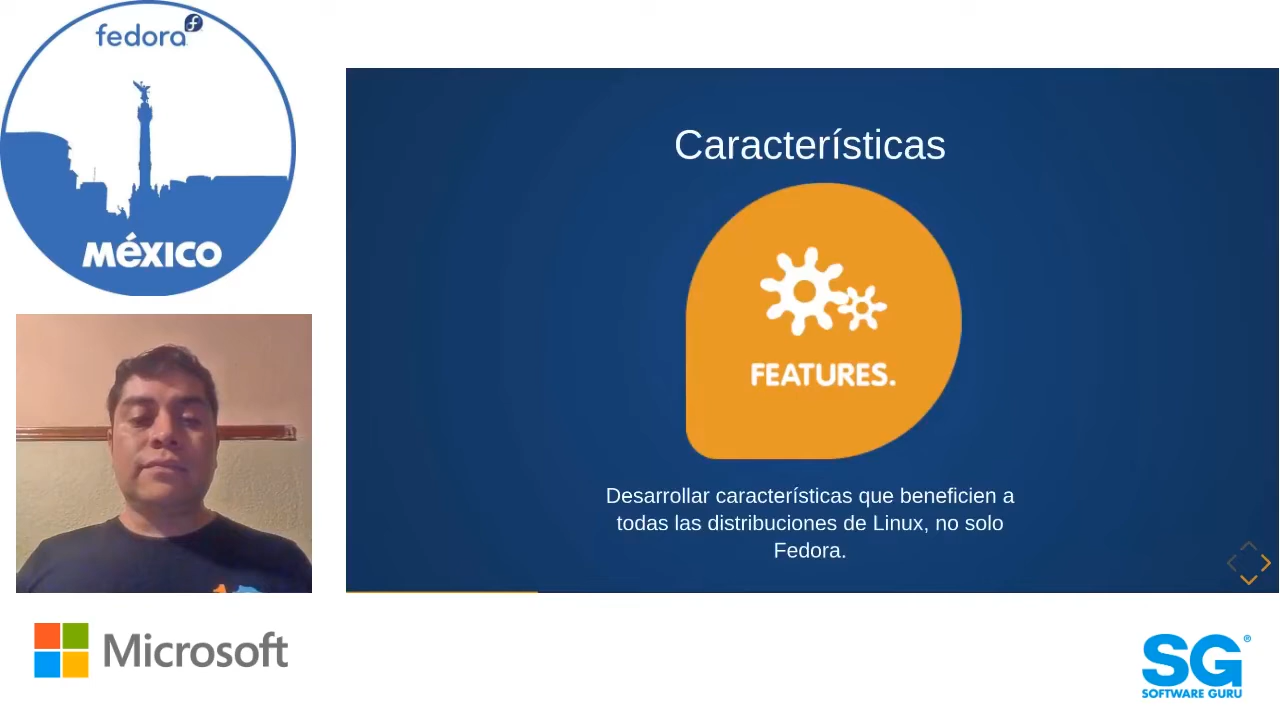 fedora
MÉXICO
Características
FEATURES.
Desarrollar características que beneficien a
todas las distribuciones de Linux, no solo
Fedora.
Microsoft
SG®
SOFTWARE GURU